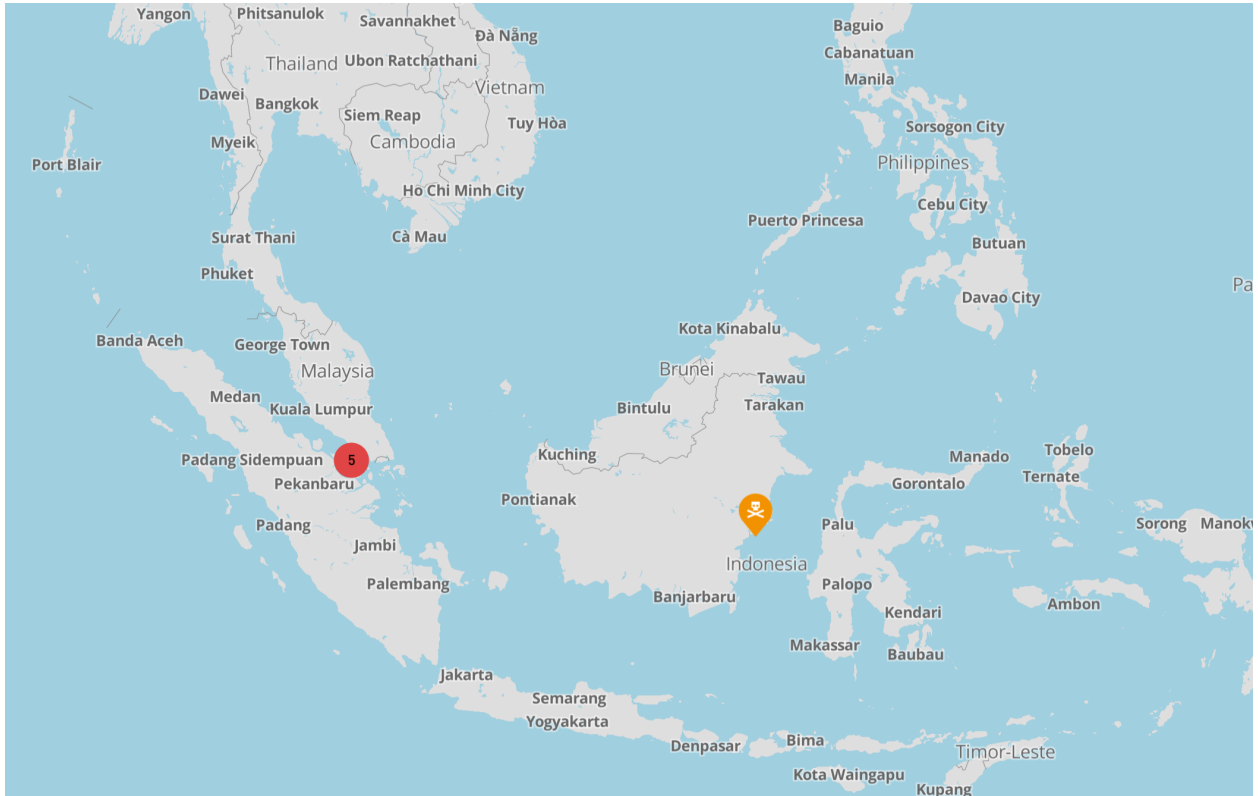 Yangon
Phitsanulok
Savannakhet
Baguio
Đà Nẵng
Cabanatuan
Thailand
Ubon Ratchathani
Manila
Vietnam
Dawei
Bangkok
Siem Reap
Tuy Hòa
Sorsogon City
Myeik
Cambodia
Port Blair
Philippines
Ho Chi Minh City
Cebu City
Puerto Princesa
Surat Thani
Cà Mau
Butuan
Phuket
Pa
Davao City
Kota Kinabalu
Banda Aceh
George Town
Malaysia
Brunei
Tawau
Medan
Kuala Lumpur
Bintulu
Tarakan
Kuching
Tobelo
Manado
Padang Sidempuan
5
Pekanbaru
Ternate
Gorontalo
Pontianak
Padang
Palu
Sorong
Manokw
Jambi
Indonesia
Palembang
Palopo
Banjarbaru
Ambon
Kendari
Makassar
Baubau
Jakarta
Semarang
Yogyakarta
Denpasar
Bima
Timor-Leste
Kota Waingapu
Kupang